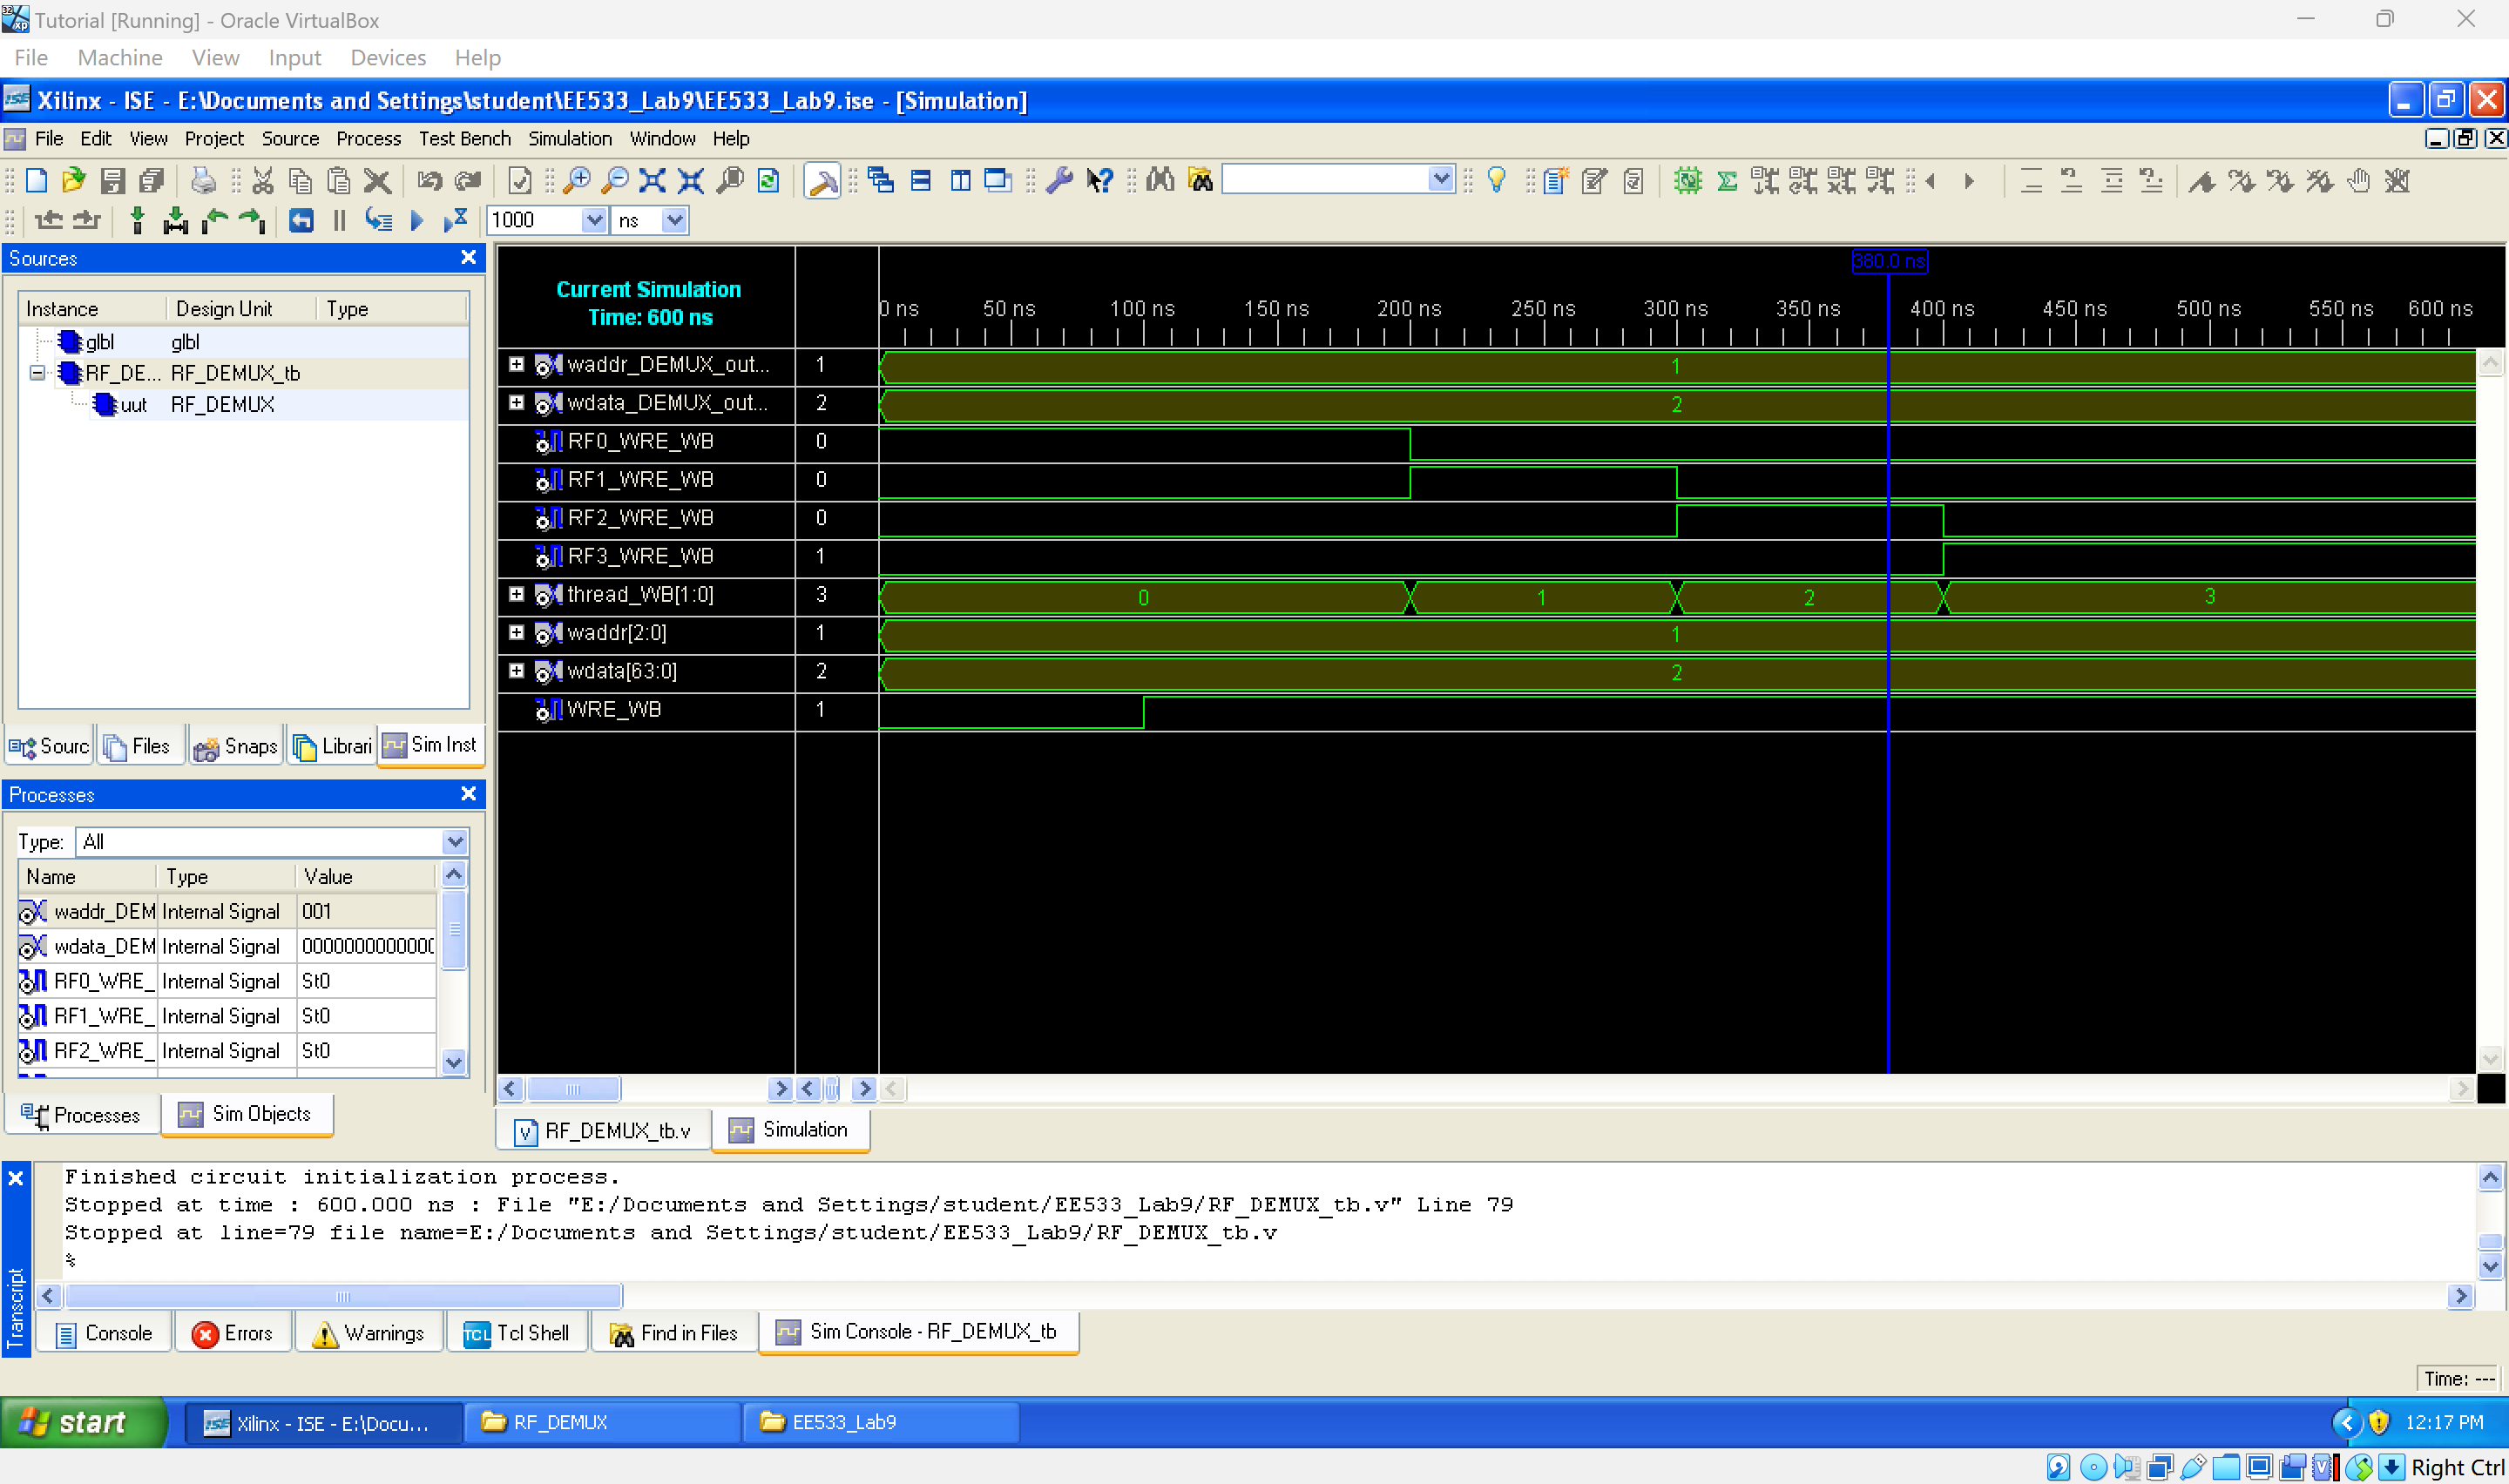 Tutorial [Running] - Oracle VirtualBox
File Machine View Input Devices Help
Xilinx - ISE - E:\Documents and Settings\student\EE533_Lab9\EE533_Lab9.ise - [Simulation]
File Edit View Project Source Process Test Bench Simulation Window Help
1000 ns
Sources
Instance Design Unit Type
glbl glbl
RF_DE... RF_DEMUX_tb
uut RF_DEMUX
Sourc Files Snaps Librari Sim Inst
Processes
Type: All
Name Type Value
waddr_DEM Internal Signal 001
wdata_DEM Internal Signal
RF0_WRE_ Internal Signal St0
RF1_WRE_ Internal Signal St0
RF2_WRE_ Internal Signal St0
Processes Sim Objects
Current Simulation
Time: 600 ns
380.0 ns
0 ns 50 ns 100 ns 150 ns 200 ns 250 ns 300 ns 350 ns 400 ns 450 ns 500 ns 550 ns 600 ns
waddr_DEMUX_out... 1 1
wdata_DEMUX_out... 2 2
RF0_WRE_WB 0
RF1_WRE_WB 0
RF2_WRE_WB 0
RF3_WRE_WB 1
thread_WB[1:0] 3 0 1 2 3
waddr[2:0] 1 1
wdata[63:0] 2 2
WRE_WB 1
RF_DEMUX_tb.v Simulation
Transcript
Finished circuit initialization process.
Stopped at time : 600.000 ns : File "E:/Documents and Settings/student/EE533_Lab9/RF_DEMUX_tb.v" Line 79
Stopped at line=79 file name=E:/Documents and Settings/student/EE533_Lab9/RF_DEMUX_tb.v
%
Console Errors Warnings Tcl Shell Find in Files Sim Console - RF_DEMUX_tb
Time: ---
start Xilinx - ISE - E:\Docu... RF_DEMUX EE533_Lab9 12:17 PM
Right Ctrl